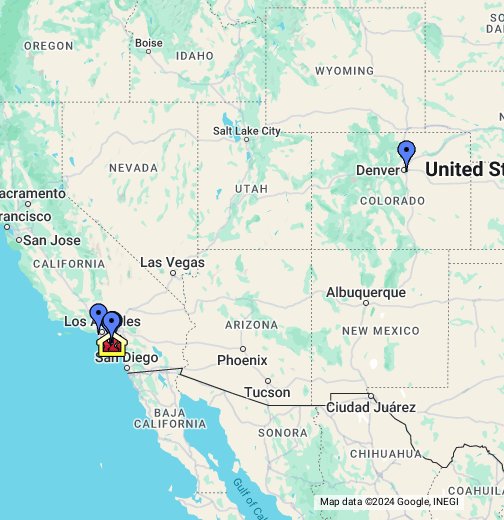 OREGON
Boise
IDAHO
WYOMING
SO
DA
N
Salt Lake City
NEVADA
UTAH
Denver
United St
COLORADO
acramento
rancisco
San Jose
CALIFORNIA
Las Vegas
Albuquerque
Los A   les
ARIZONA
NEW MEXICO
San Diego
Phoenix
Tucson
Ciudad Juárez
BAJA
CALIFORNIA
SONORA
CHIHUAHUA
COAHUILA
Gulf of Ca
Map data ©2024 Google, INEGI